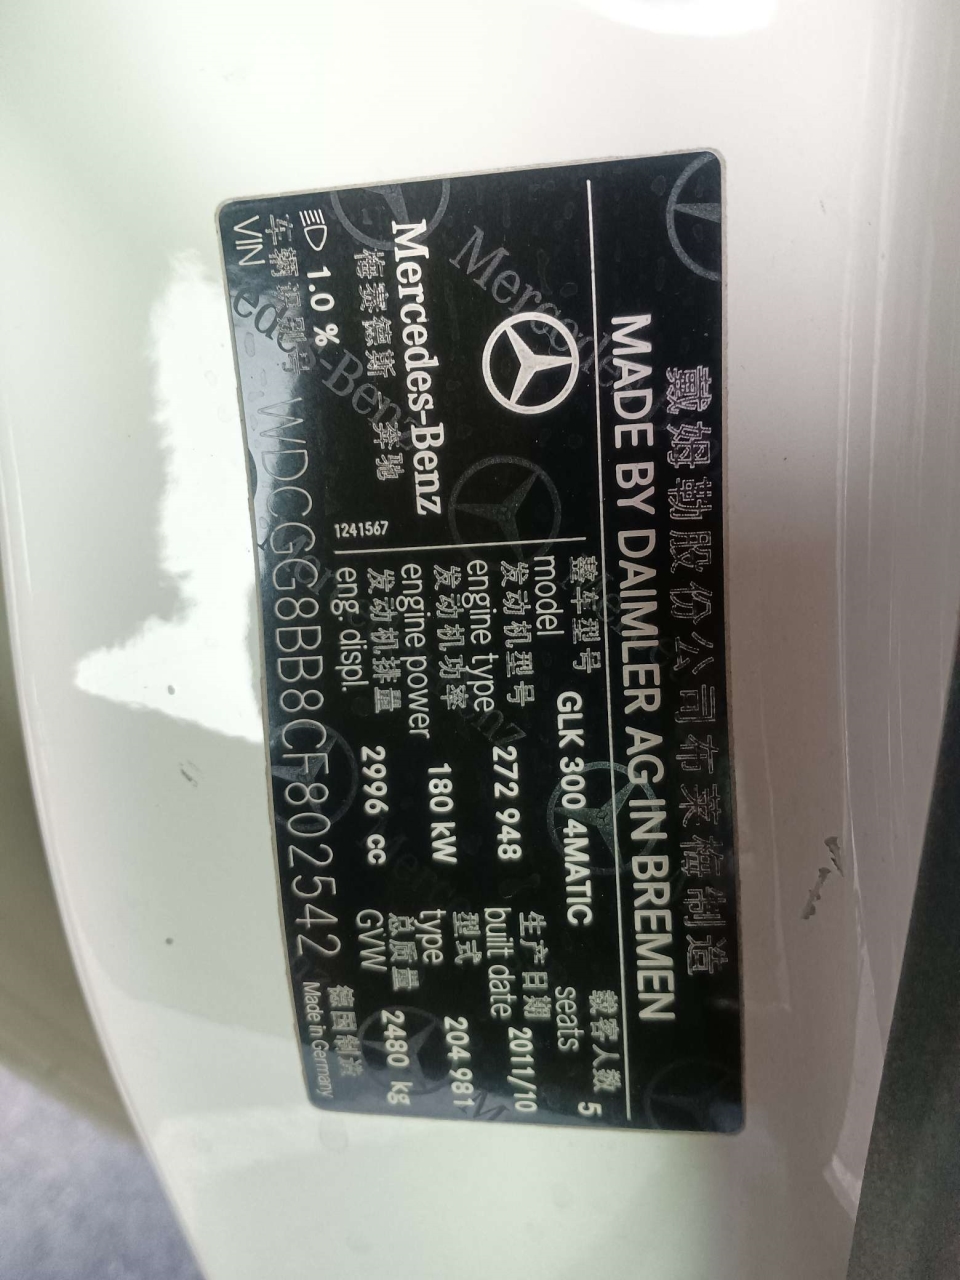 戴姆勒股份公司布莱梅制造
MADE BY DAIMLER AG IN BREMEN
Mercedes-Benz
梅赛德斯-奔驰
1241567
1.0 %
整车型号
model GLK 300 4MATIC
载客人数
seats 5
发动机型号
engine type 272 948
生产日期
built date 2011/10
发动机功率
engine power 180 kW
型式
type 204 981
发动机排量
eng. displ. 2996 cc
总质量
GVW 2480 kg
车辆识别号
VIN WDCGG8BB8CF802542
德国制造
Made in Germany